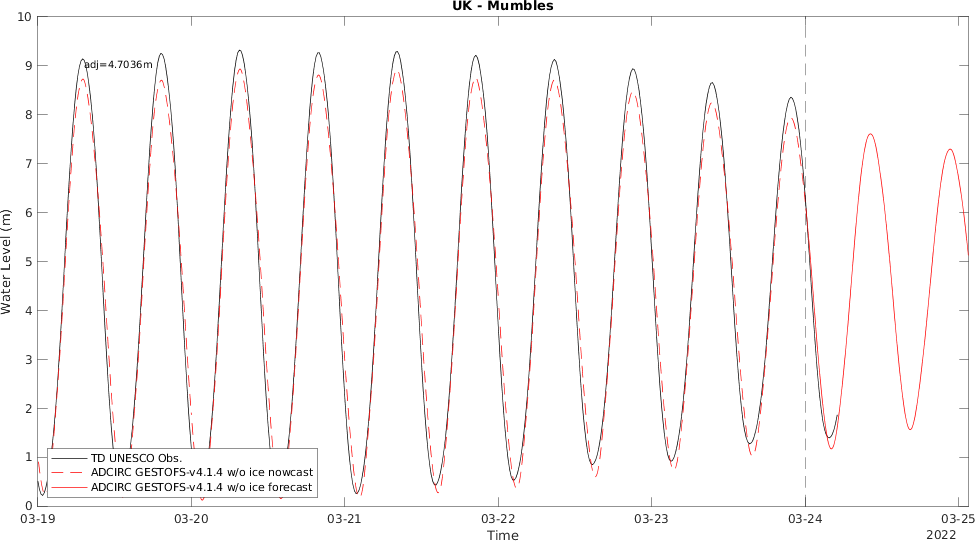 UK - Mumbles
10
9
8
7
6
5
4
3
2
1
0
Water Level (m)
adj=4.7036m
TD UNESCO Obs.
ADCIRC GESTOFS-v4.1.4 w/o ice nowcast
ADCIRC GESTOFS-v4.1.4 w/o ice forecast
03-19 03-20 03-21 03-22 03-23 03-24 03-25
Time
2022